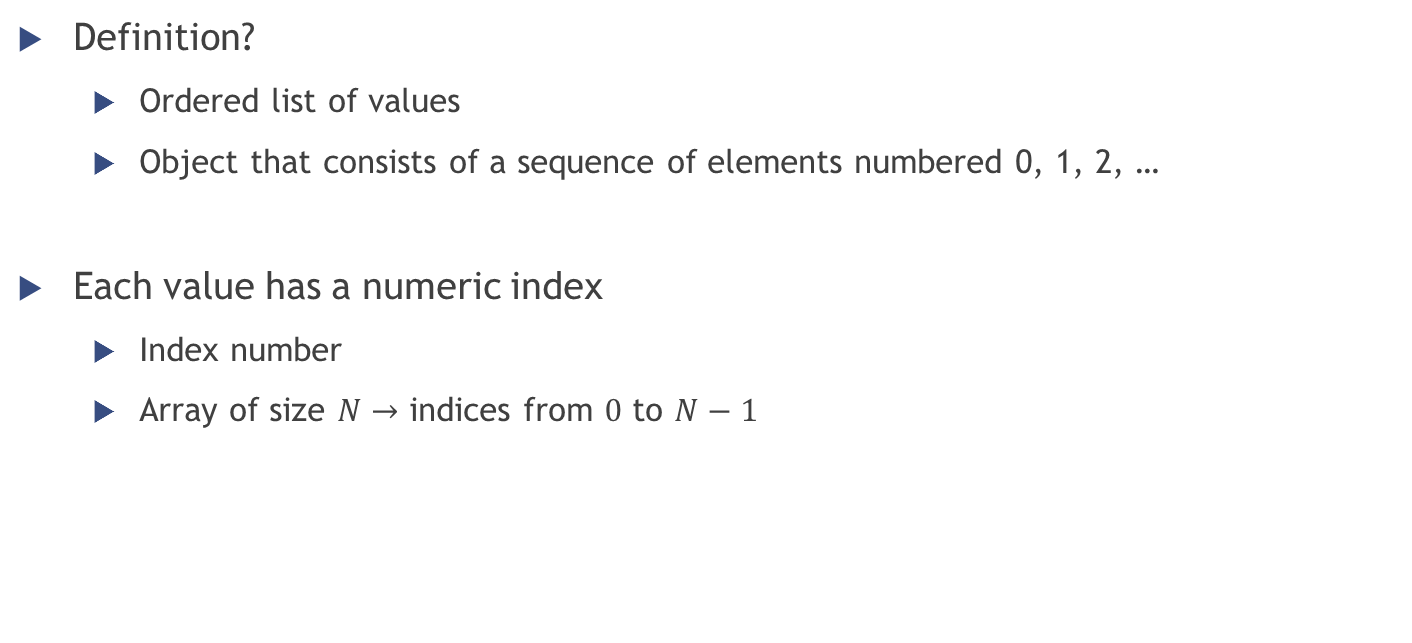 Definition?
Ordered list of values
Object that consists of a sequence of elements numbered 0, 1, 2, …
Each value has a numeric index
Index number
Array of size N → indices from 0 to N − 1